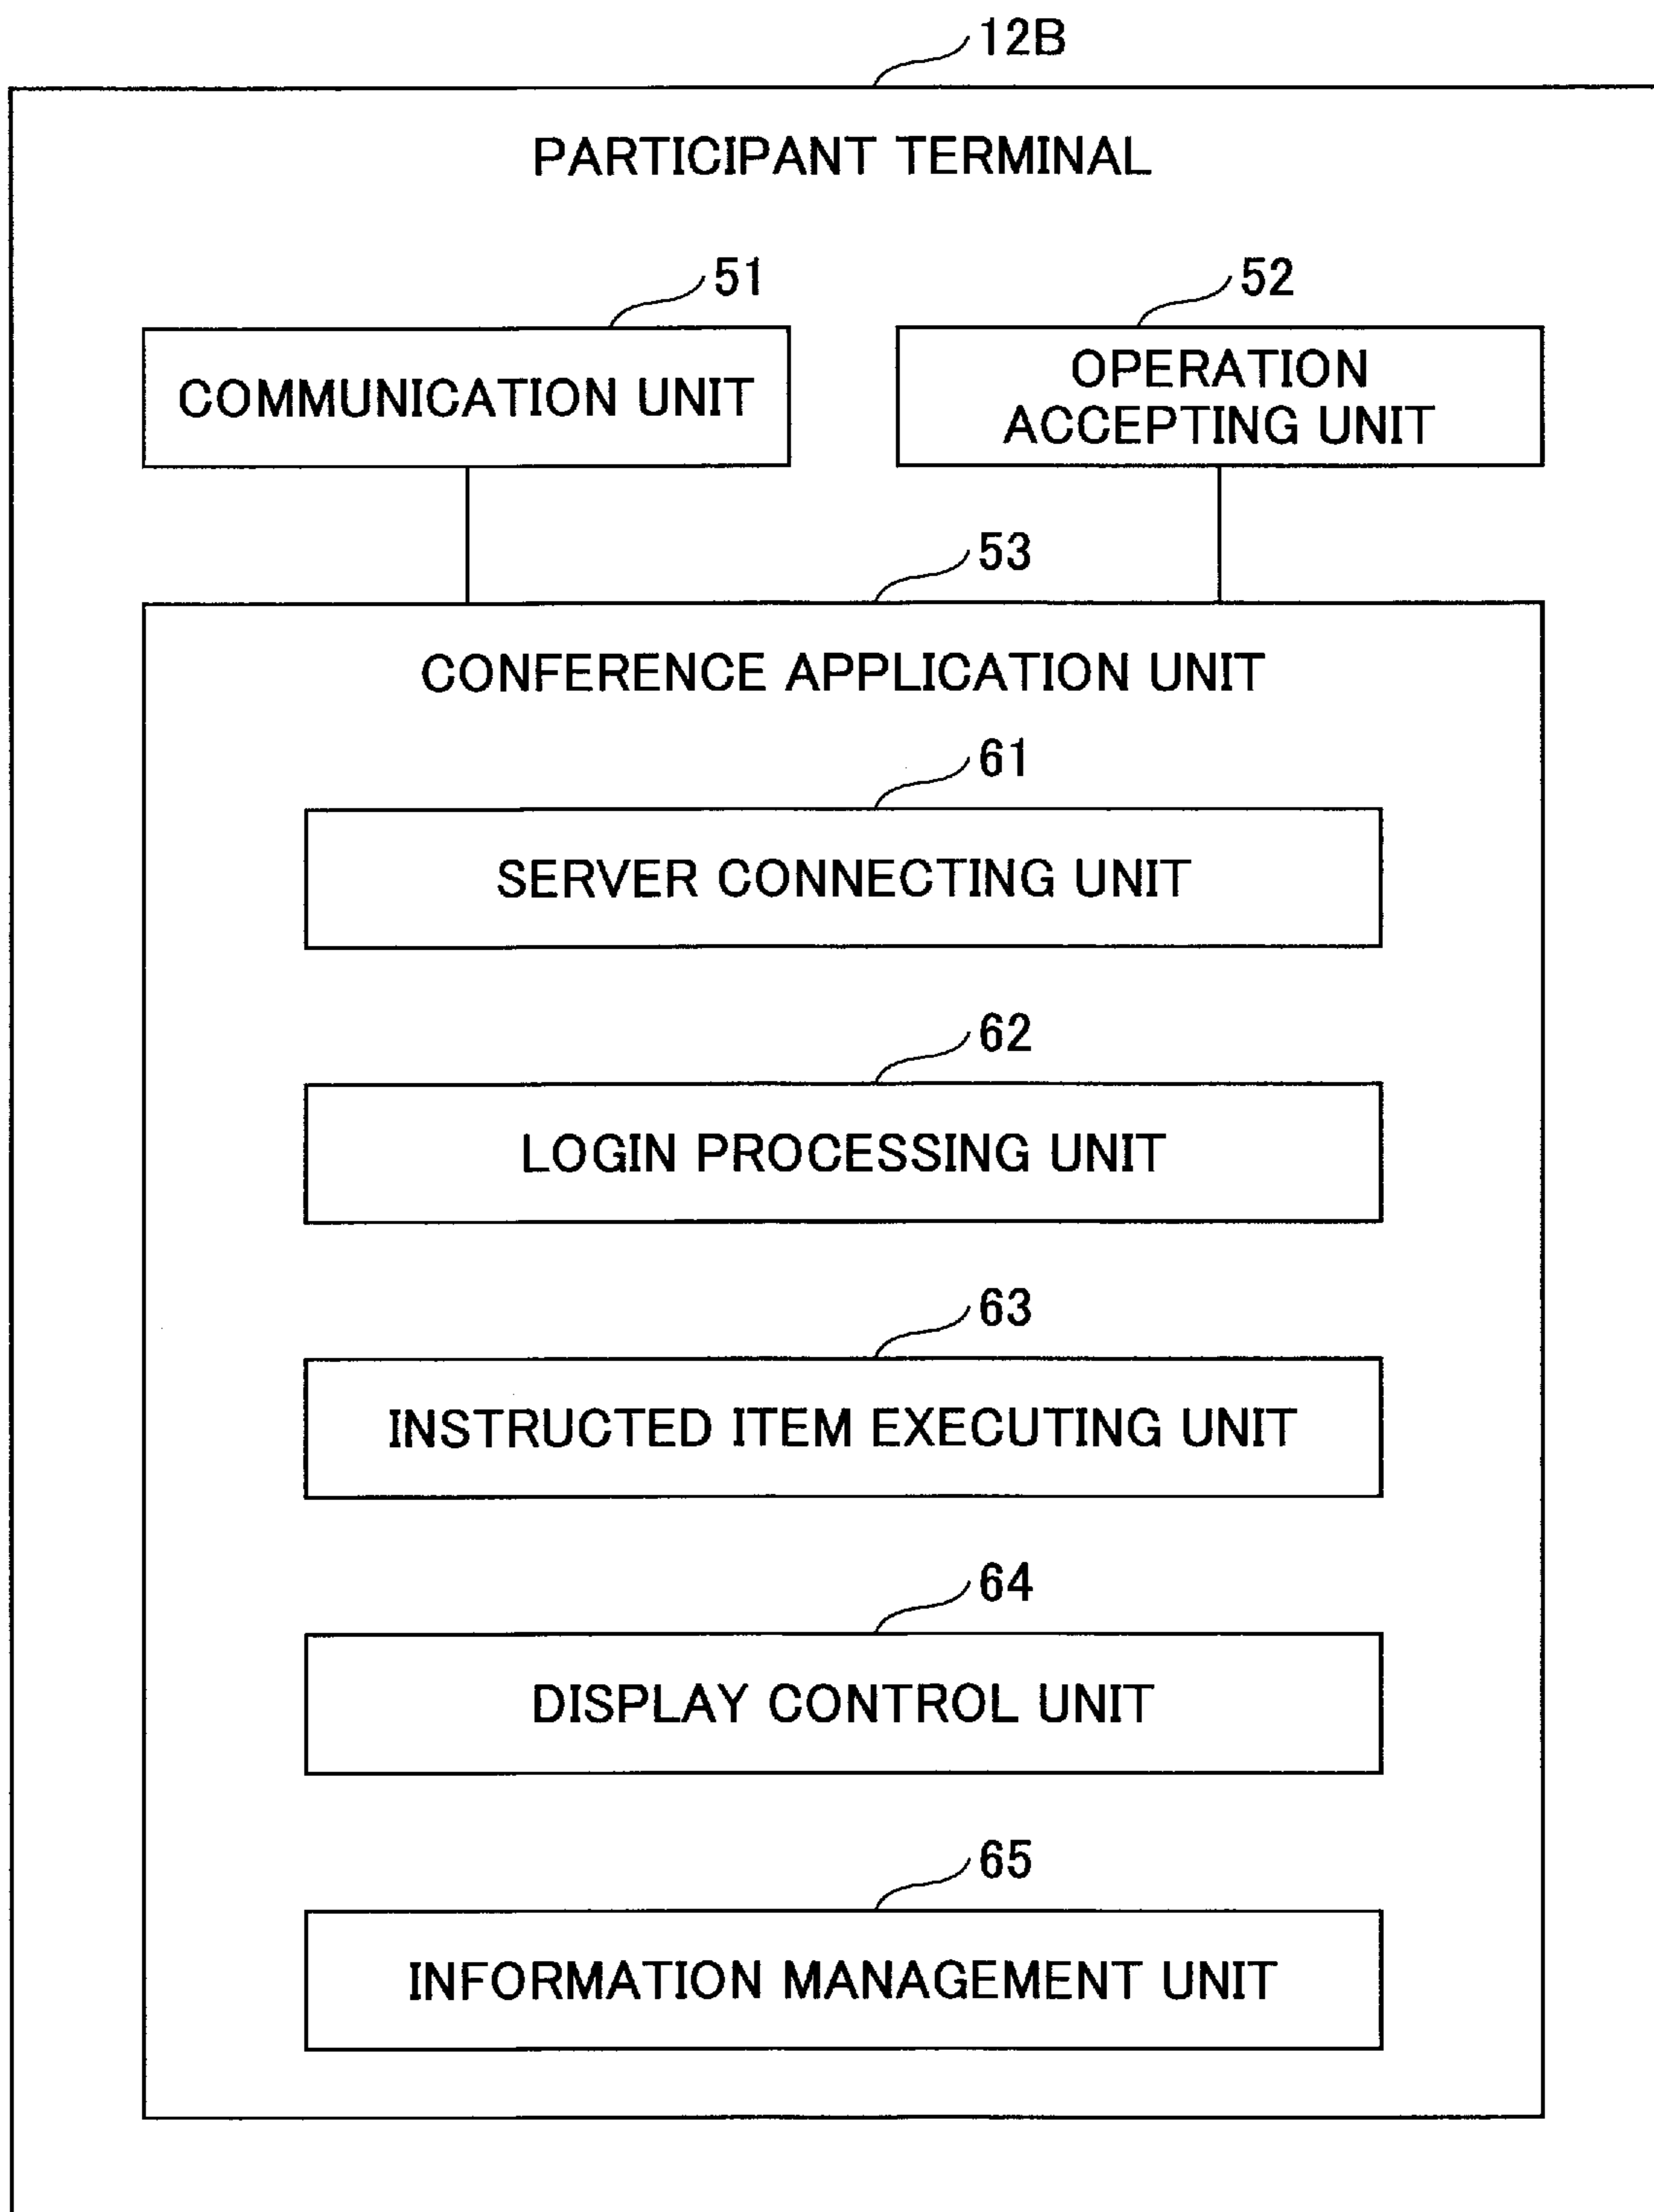 12B
PARTICIPANT TERMINAL
51
52
COMMUNICATION UNIT
OPERATION
ACCEPTING UNIT
53
CONFERENCE APPLICATION UNIT
61
SERVER CONNECTING UNIT
62
LOGIN PROCESSING UNIT
63
INSTRUCTED ITEM EXECUTING UNIT
64
DISPLAY CONTROL UNIT
65
INFORMATION MANAGEMENT UNIT